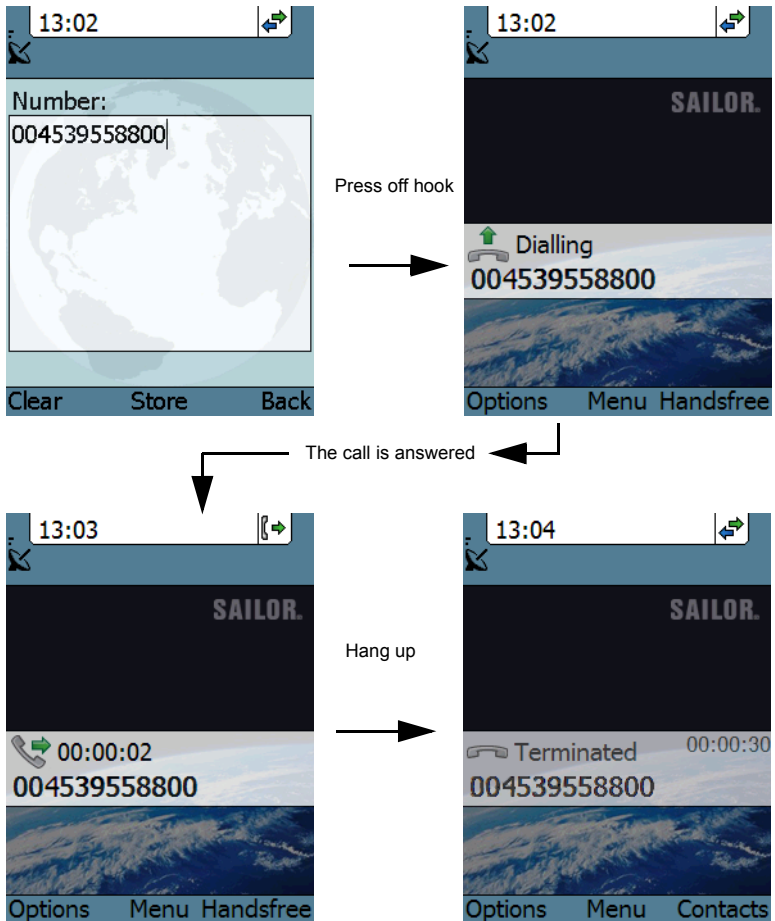 13:02
Number:
004539558800
Clear Store Back
Press off hook
13:02
SAILOR.
Dialling
004539558800
Options Menu Handsfree
The call is answered
13:03
SAILOR.
00:00:02
004539558800
Options Menu Handsfree
Hang up
13:04
SAILOR.
Terminated 00:00:30
004539558800
Options Menu Contacts